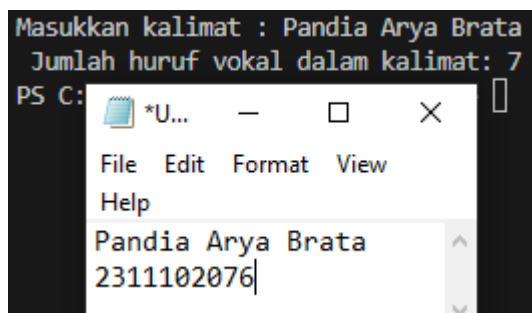 Masukkan kalimat : Pandia Arya Brata
Jumlah huruf vokal dalam kalimat: 7
PS C:
*U...
File Edit Format View
Help
Pandia Arya Brata
2311102076